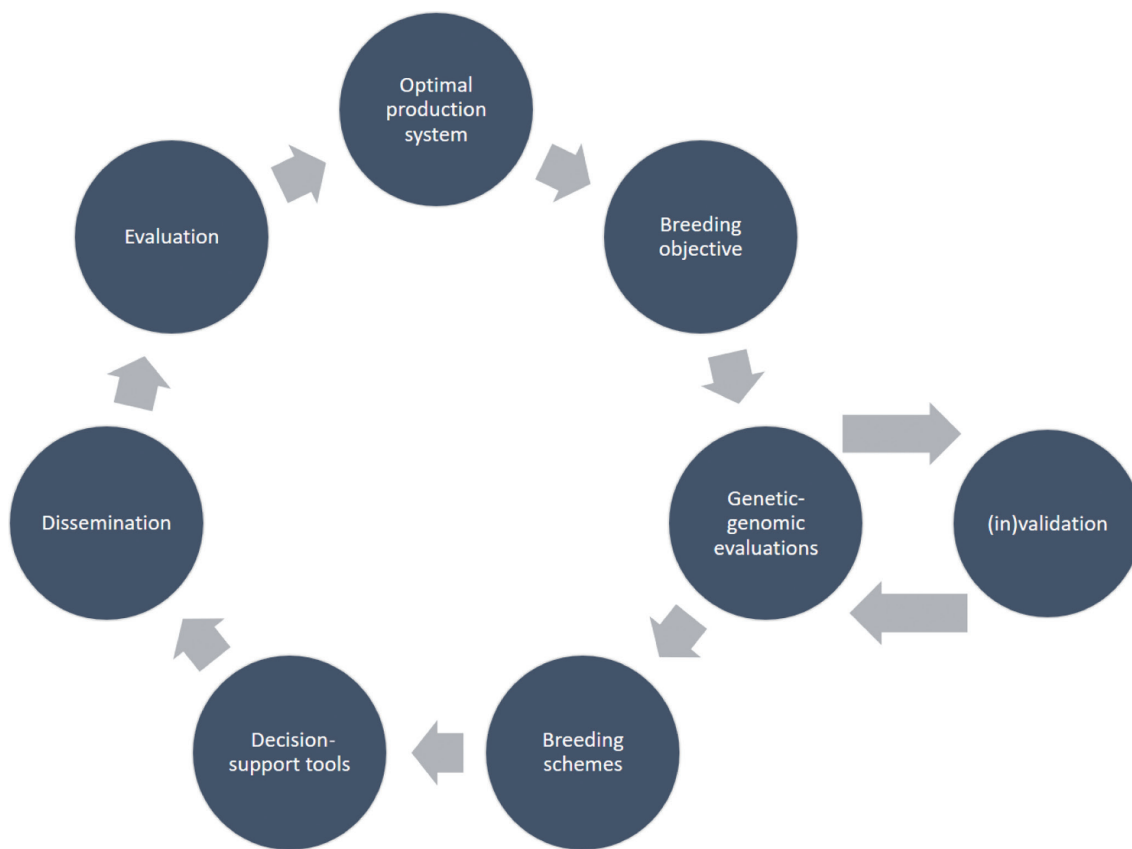 Optimal
production
system
Breeding
objective
Genetic-
genomic
evaluations
(in)validation
Breeding
schemes
Decision-
support tools
Dissemination
Evaluation